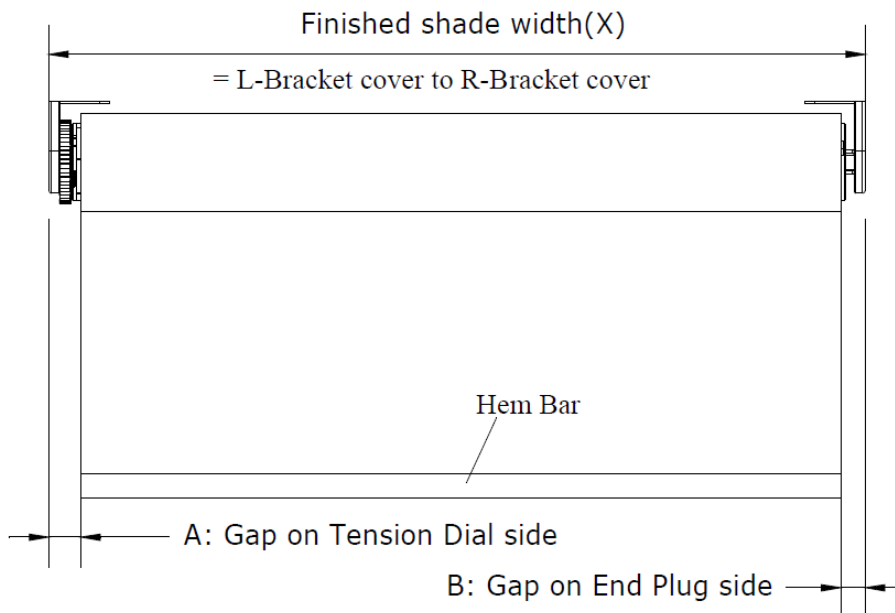 Finished shade width(X)
= L-Bracket cover to R-Bracket cover
Hem Bar
A: Gap on Tension Dial side
B: Gap on End Plug side